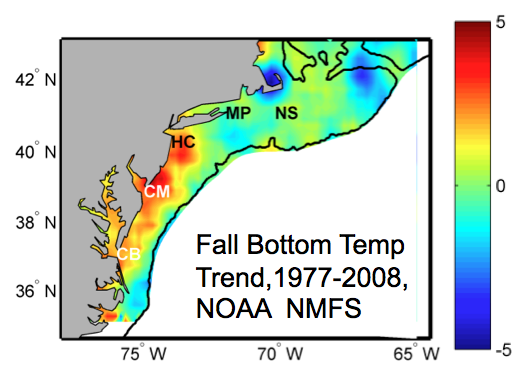 5
42° N
MP
NS
HC
40° N
0
CM
38° N
CB
Fall Bottom Temp
Trend,1977-2008,
NOAA NMFS
36° N
-5
75° W
70° W
65° W